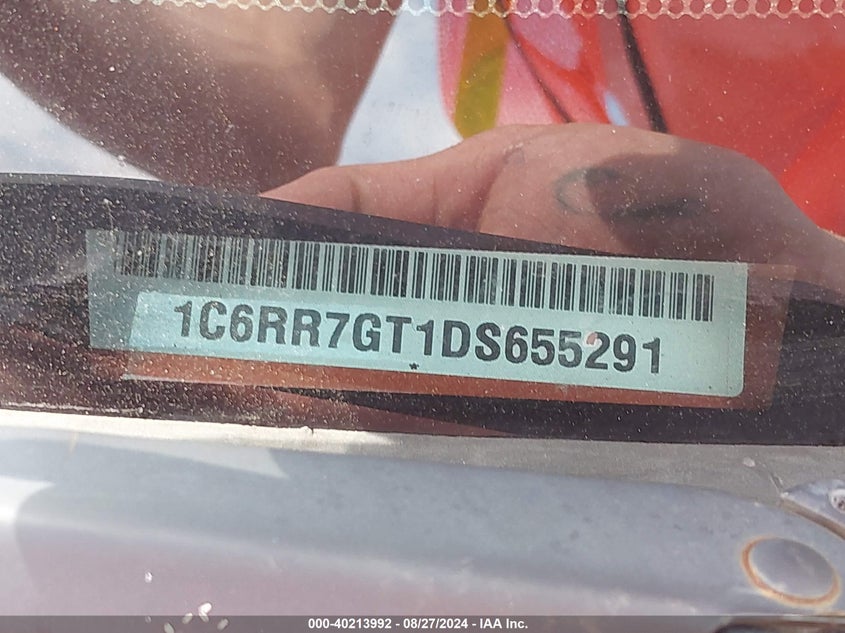 1C6RR7GT1DS655291
000-40213992 - 08/27/2024 - IAA Inc.